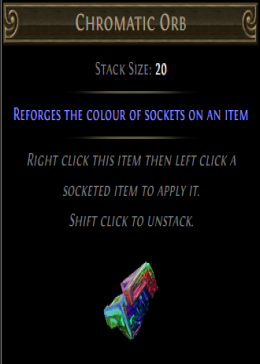 Chromatic Orb
Stack Size: 20
Reforges the colour of sockets on an item
Right click this item then left click a
socketed item to apply it.
Shift click to unstack.